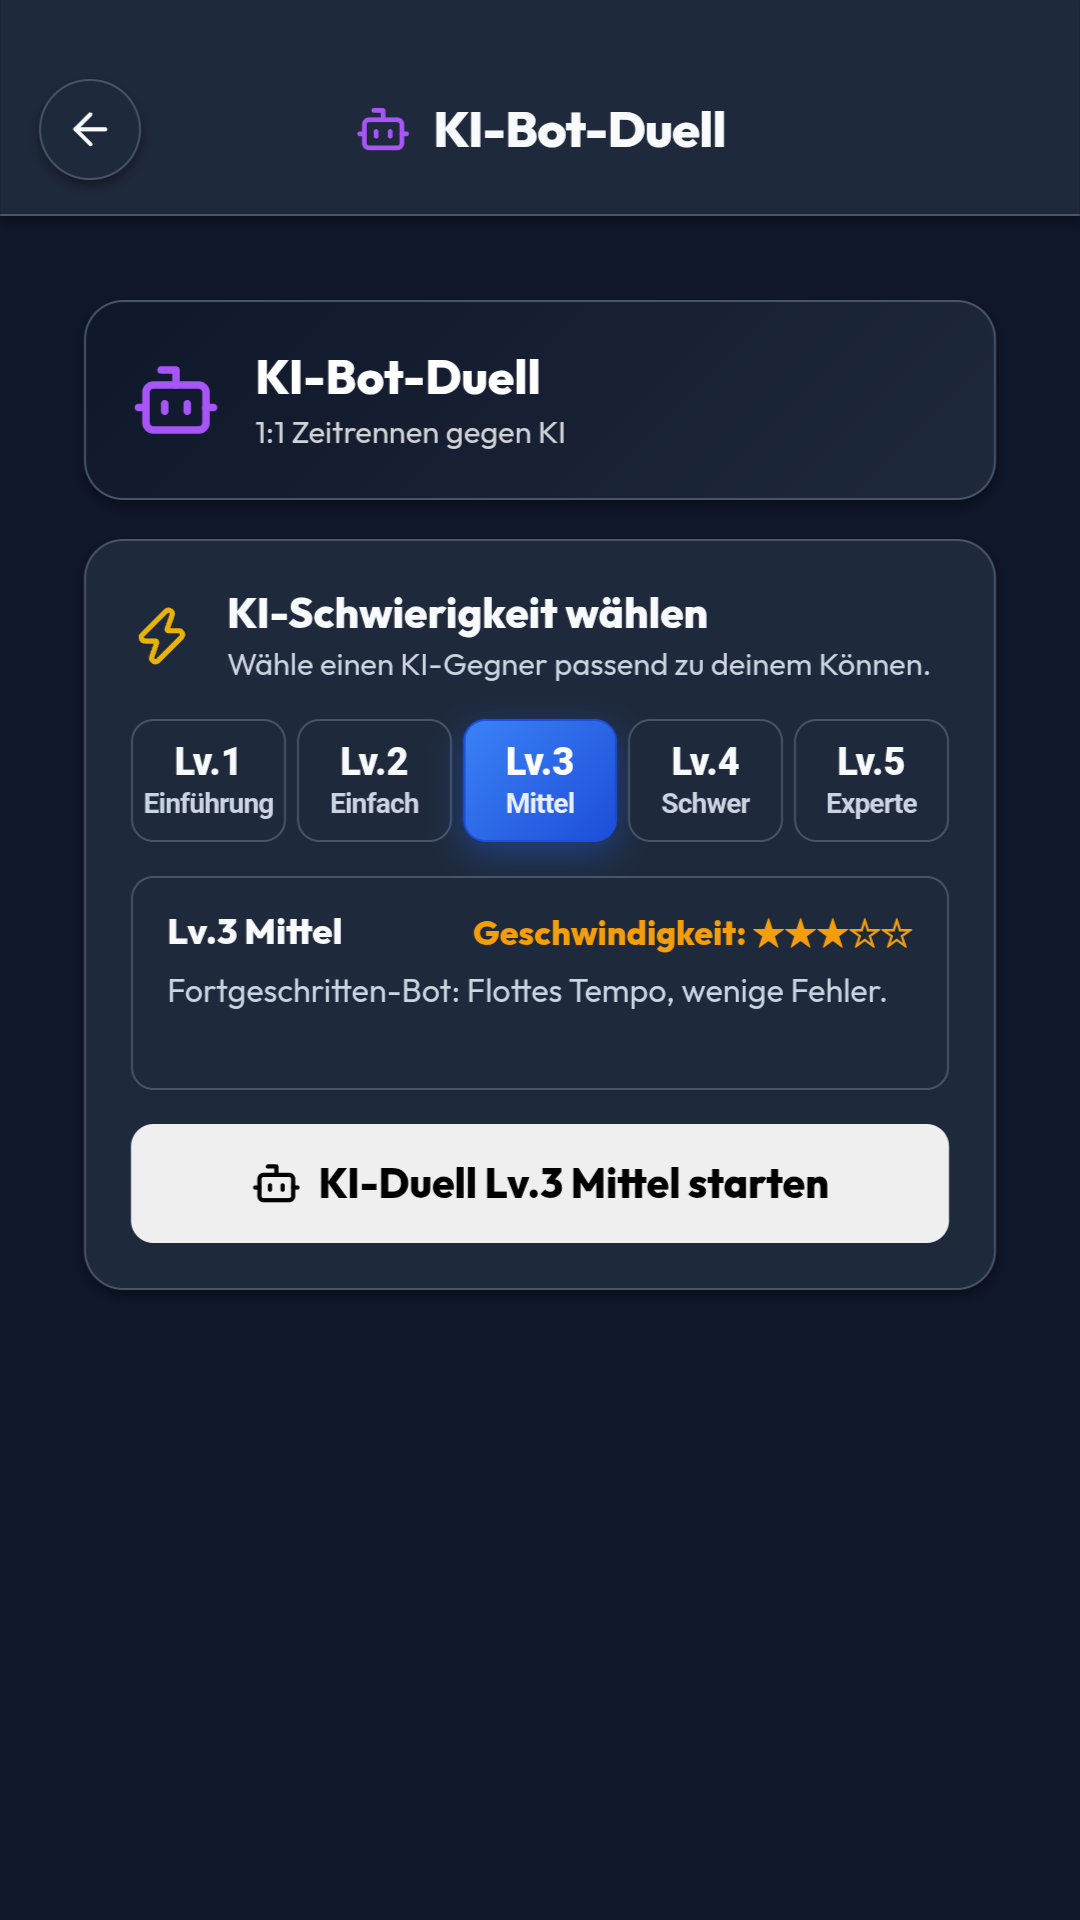 KI-Bot-Duell
KI-Bot-Duell
1:1 Zeitrennen gegen KI
KI-Schwierigkeit wählen
Wähle einen KI-Gegner passend zu deinem Können.
Lv.1 Lv.2 Lv.3 Lv.4 Lv.5
Einführung Einfach Mittel Schwer Experte
Lv.3 Mittel Geschwindigkeit: ★★★☆☆
Fortgeschritten-Bot: Flottes Tempo, wenige Fehler.
KI-Duell Lv.3 Mittel starten